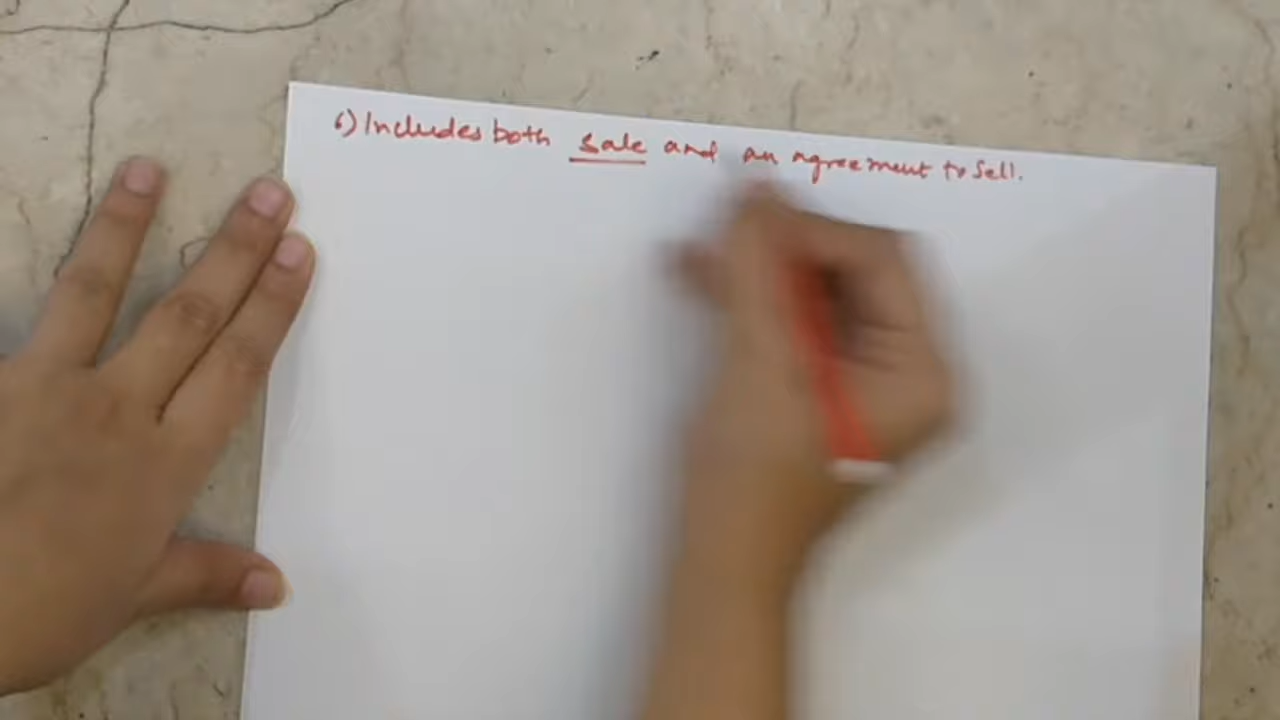 6) Includes both sale and an agreement to sell.